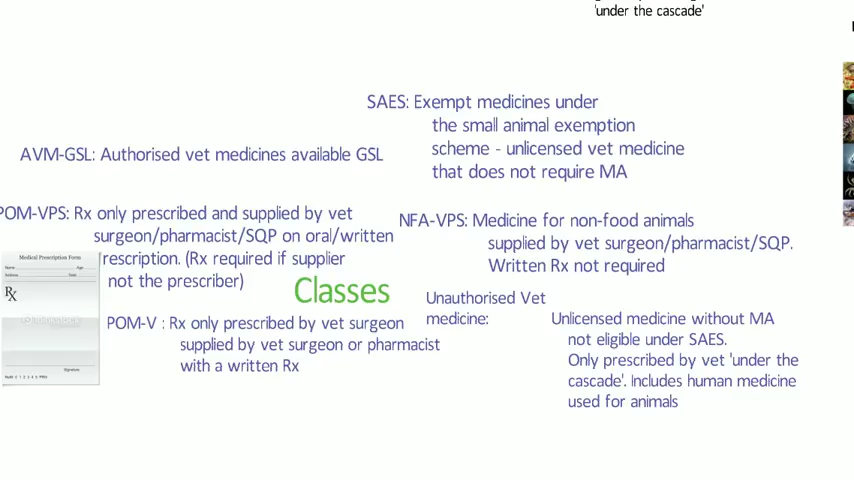 'under the cascade'
SAES: Exempt medicines under
the small animal exemption
scheme - unlicensed vet medicine
that does not require MA
AVM-GSL: Authorised vet medicines available GSL
POM-VPS: Rx only prescribed and supplied by vet
surgeon/pharmacist/SQP on oral/written
rescription. (Rx required if supplier
not the prescriber)
NFA-VPS: Medicine for non-food animals
supplied by vet surgeon/pharmacist/SQP.
Written Rx not required
Medical Prescription Form
Name Age
Address Date
Rx
Signature
Classes
POM-V : Rx only prescribed by vet surgeon
supplied by vet surgeon or pharmacist
with a written Rx
Unauthorised Vet
medicine:
Unlicensed medicine without MA
not eligible under SAES.
Only prescribed by vet 'under the
cascade'. Includes human medicine
used for animals